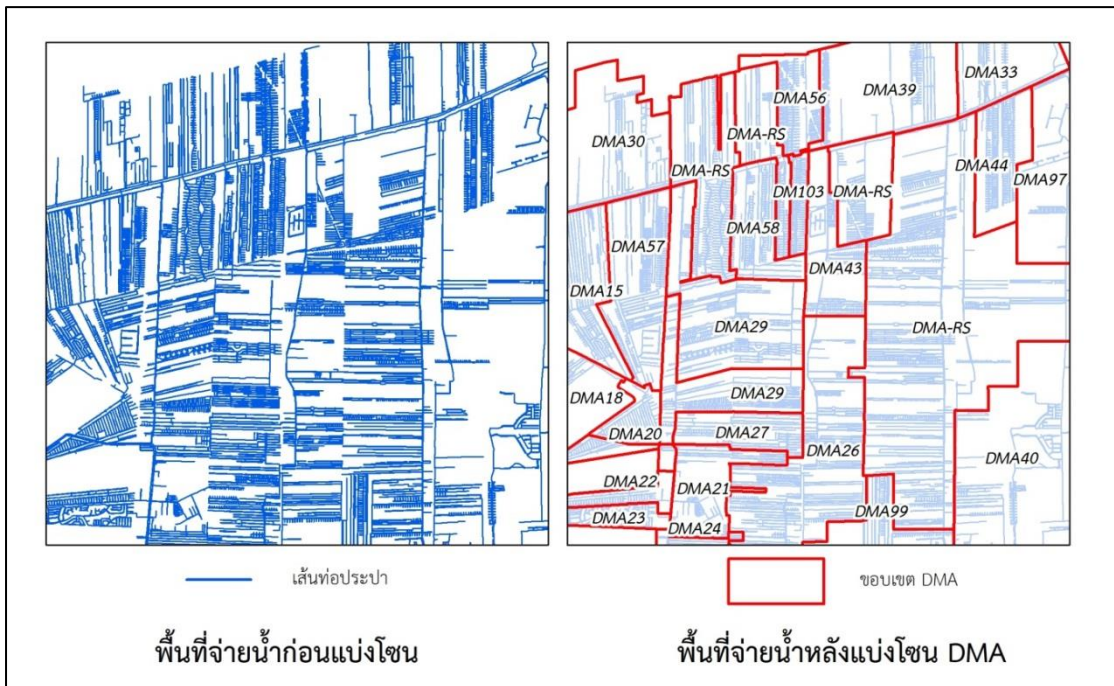 DMA33
DMA39
DMA56
DMA30
DMA-RS
DMA-RS
DM103
DMA-RS
DMA44
DMA97
DMA57
DMA58
DMA43
DMA15
DMA29
DMA-RS
DMA18
DMA29
DMA20
DMA27
DMA26
DMA40
DMA22
DMA21
DMA23
DMA99
DMA24
เส้นท่อประปา
ขอบเขต DMA
พื้นที่จ่ายน้ำก่อนแบ่งโซน
พื้นที่จ่ายน้ำหลังแบ่งโซน DMA